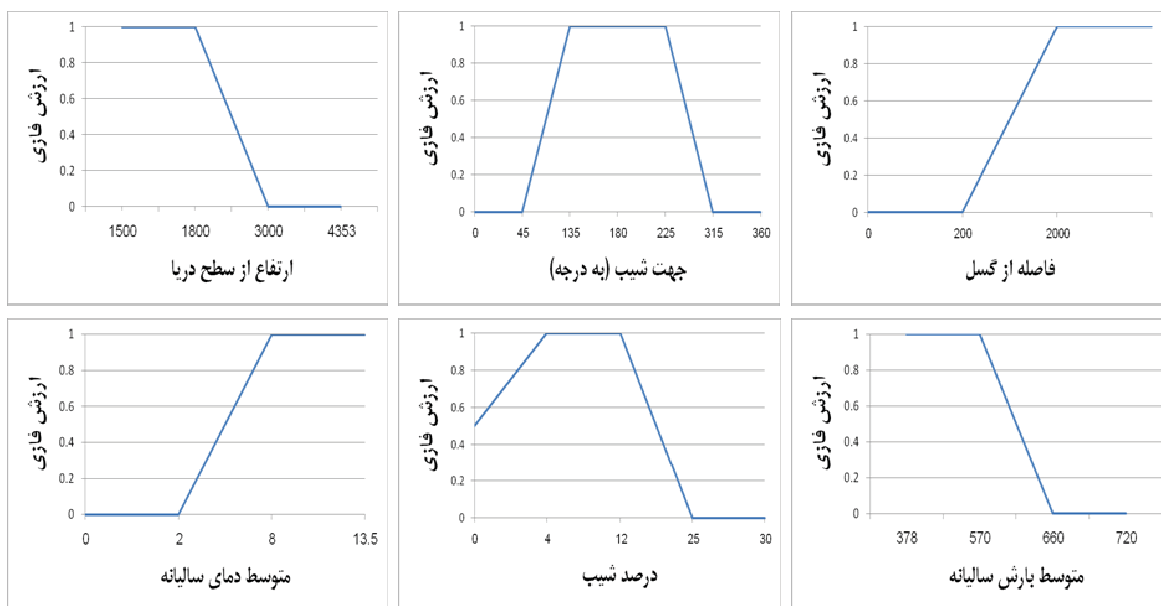 1
0.8
0.6
0.4
0.2
0
ارزش فازی
1500 1800 3000 4353
ارتفاع از سطح دریا
1
0.8
0.6
0.4
0.2
0
ارزش فازی
0 45 135 180 225 315 360
جهت شیب (به درجه)
1
0.8
0.6
0.4
0.2
0
ارزش فازی
0 200 2000
فاصله از گسل
1
0.8
0.6
0.4
0.2
0
ارزش فازی
0 2 8 13.5
متوسط دمای سالیانه
1
0.8
0.6
0.4
0.2
0
ارزش فازی
0 4 12 25 30
درصد شیب
1
0.8
0.6
0.4
0.2
0
ارزش فازی
378 570 660 720
متوسط بارش سالیانه